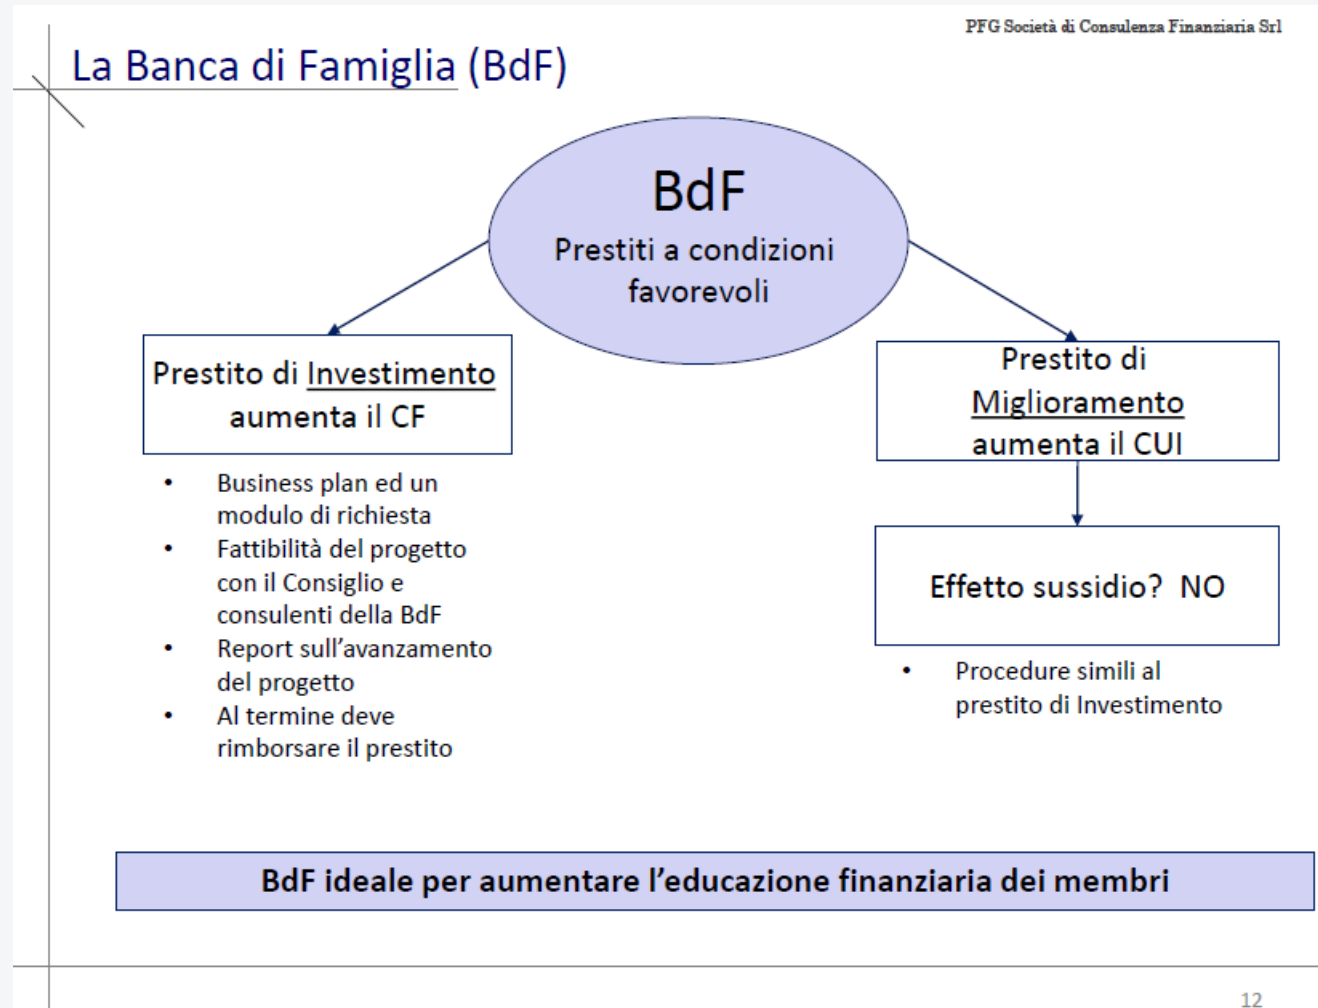 PFG Società di Consulenza Finanziaria Srl
La Banca di Famiglia (BdF)
BdF
Prestiti a condizioni
favorevoli
Prestito di Investimento
aumenta il CF
• Business plan ed un
modulo di richiesta
• Fattibilità del progetto
con il Consiglio e
consulenti della BdF
• Report sull’avanzamento
del progetto
• Al termine deve
rimborsare il prestito
Prestito di
Miglioramento
aumenta il CUI
Effetto sussidio? NO
• Procedure simili al
prestito di Investimento
BdF ideale per aumentare l’educazione finanziaria dei membri
12